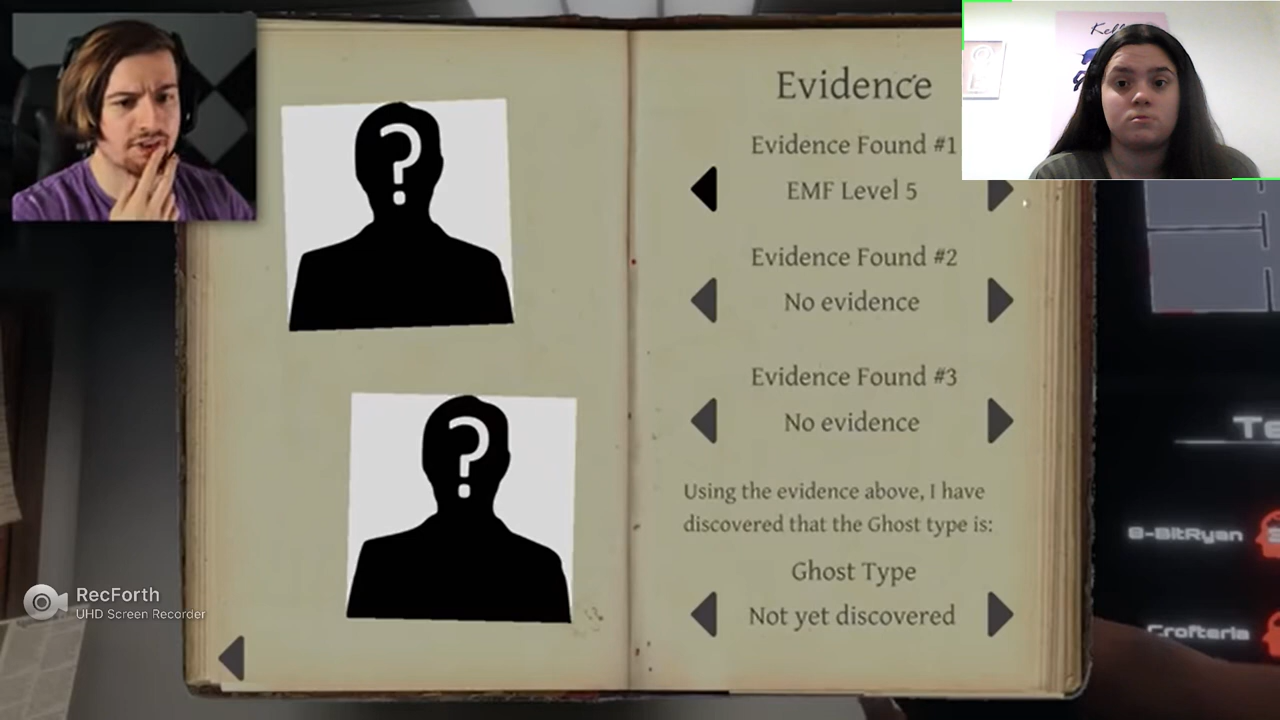 Evidence
Evidence Found #1
EMF Level 5
Evidence Found #2
No evidence
Evidence Found #3
No evidence
Using the evidence above, I have
discovered that the Ghost type is:
Ghost Type
Not yet discovered
?
?
RecForth
UHD Screen Recorder
Te
8-BitRyan
Crofteria
Kell